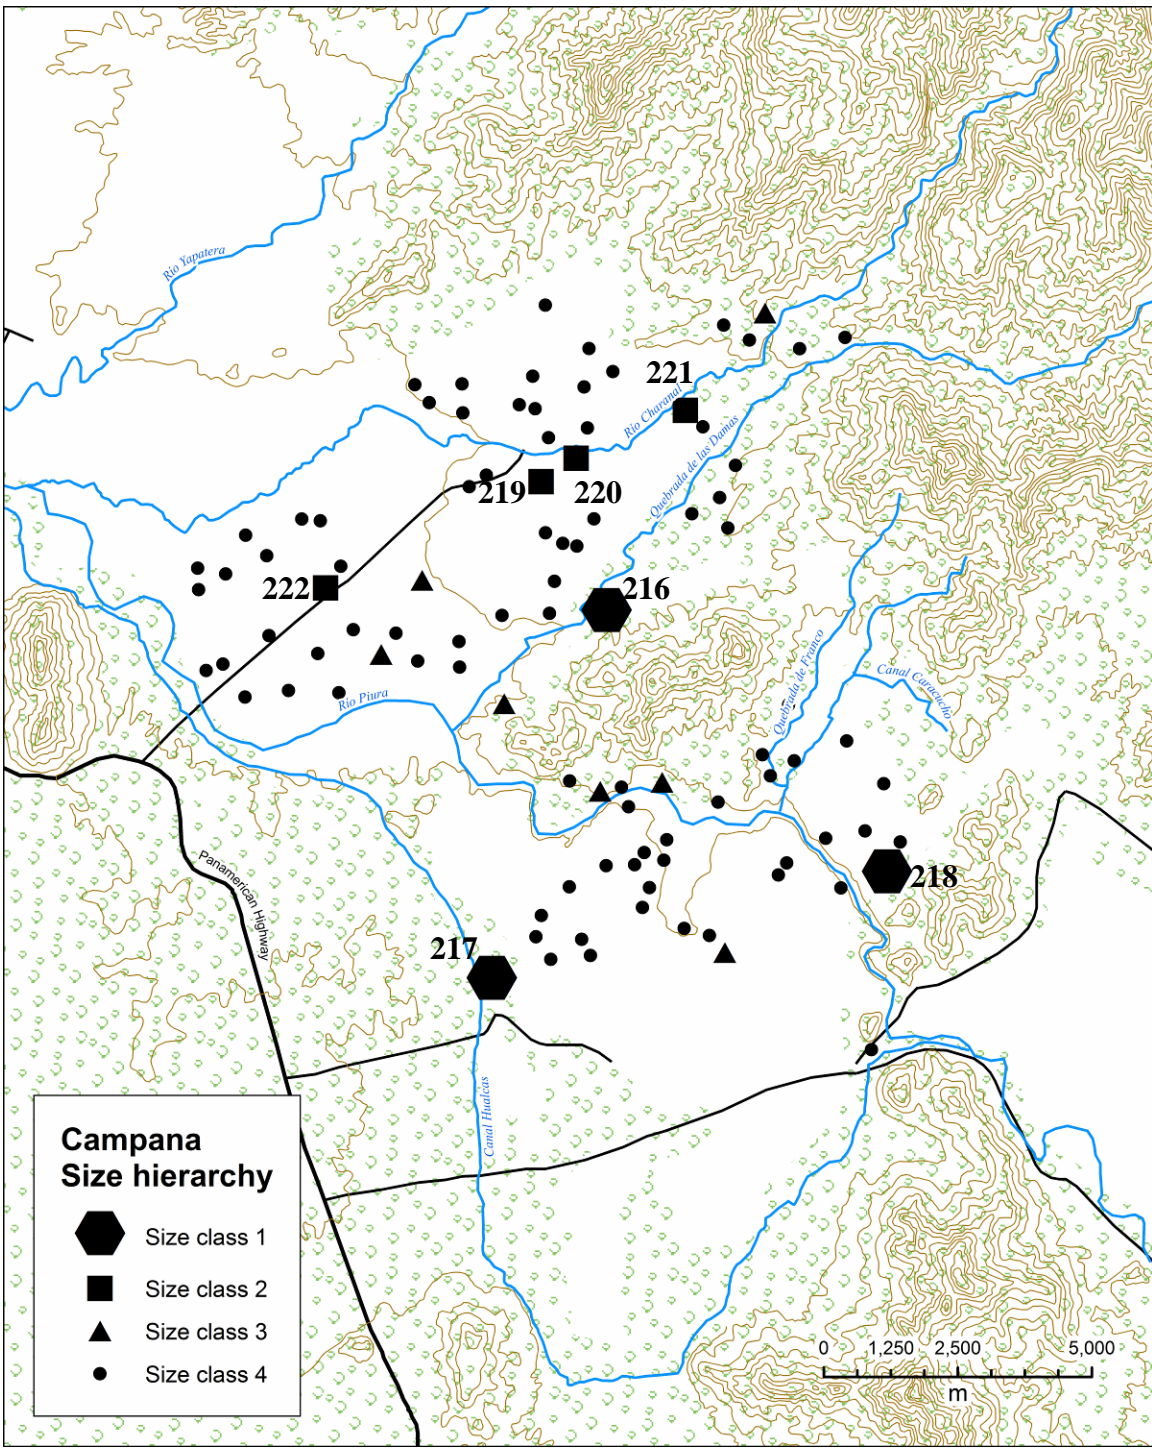 Rio Yapatera
221
Rio Charanal
Quebrada de las Damas
219
220
222
216
Quebrada de Franco
Canal Caracucho
Rio Piura
Panamerican Highway
218
217
Canal Hualcas
Campana
Size hierarchy
Size class 1
Size class 2
Size class 3
Size class 4
0 1,250 2,500 5,000
m